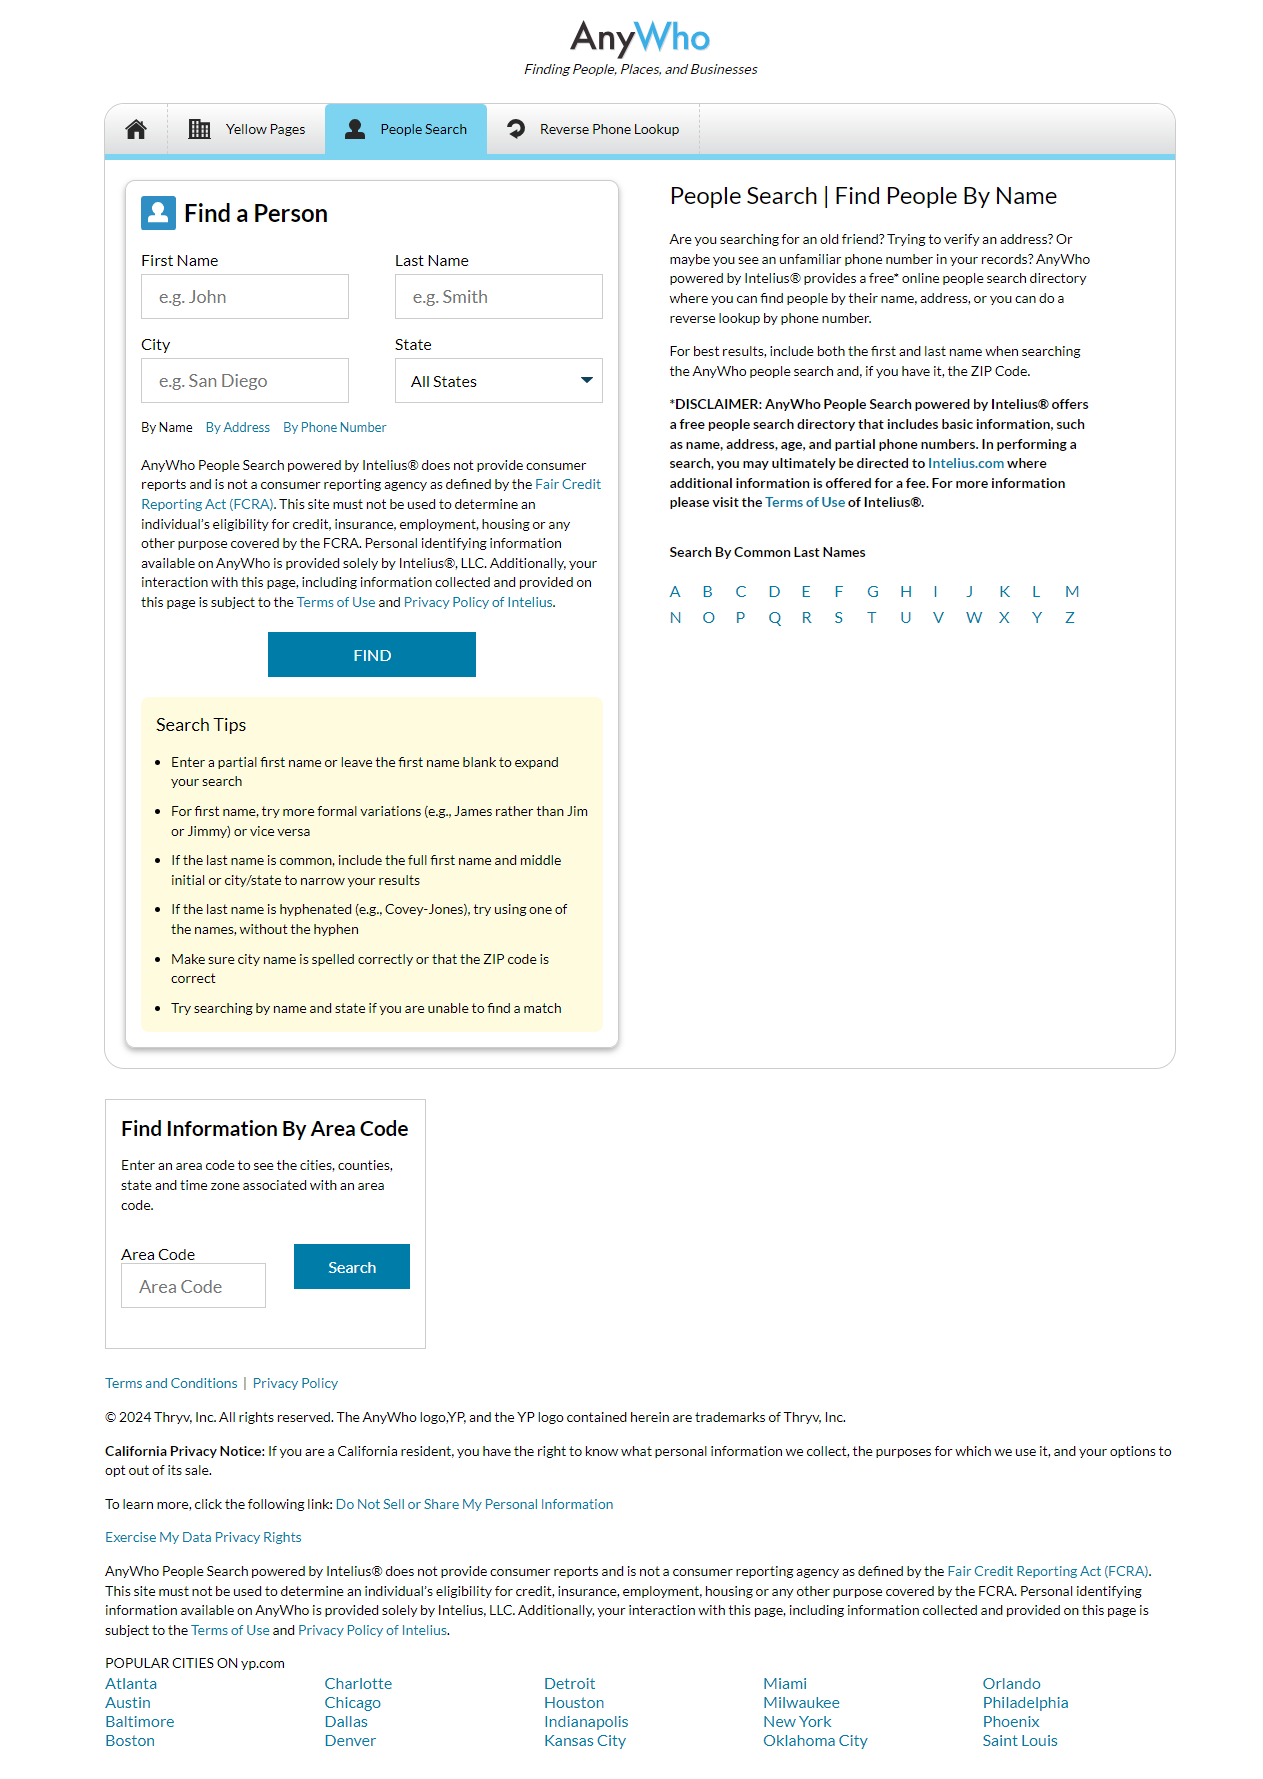 AnyWho
Finding People, Places, and Businesses
Yellow Pages
People Search
Reverse Phone Lookup
Find a Person
First Name
Last Name
e.g. John
e.g. Smith
City
State
e.g. San Diego
All States
By Name By Address By Phone Number
AnyWho People Search powered by Intelius® does not provide consumer
reports and is not a consumer reporting agency as defined by the Fair Credit
Reporting Act (FCRA). This site must not be used to determine an
individual's eligibility for credit, insurance, employment, housing or any
other purpose covered by the FCRA. Personal identifying information
available on AnyWho is provided solely by Intelius®, LLC. Additionally, your
interaction with this page, including information collected and provided on
this page is subject to the Terms of Use and Privacy Policy of Intelius.
FIND
Search Tips
• Enter a partial first name or leave the first name blank to expand
your search
• For first name, try more formal variations (e.g., James rather than Jim
or Jimmy) or vice versa
• If the last name is common, include the full first name and middle
initial or city/state to narrow your results
• If the last name is hyphenated (e.g., Covey-Jones), try using one of
the names, without the hyphen
• Make sure city name is spelled correctly or that the ZIP code is
correct
• Try searching by name and state if you are unable to find a match
People Search | Find People By Name
Are you searching for an old friend? Trying to verify an address? Or
maybe you see an unfamiliar phone number in your records? AnyWho
powered by Intelius® provides a free* online people search directory
where you can find people by their name, address, or you can do a
reverse lookup by phone number.
For best results, include both the first and last name when searching
the AnyWho people search and, if you have it, the ZIP Code.
*DISCLAIMER: AnyWho People Search powered by Intelius® offers
a free people search directory that includes basic information, such
as name, address, age, and partial phone numbers. In performing a
search, you may ultimately be directed to Intelius.com where
additional information is offered for a fee. For more information
please visit the Terms of Use of Intelius®.
Search By Common Last Names
A B C D E F G H I J K L M
N O P Q R S T U V W X Y Z
Find Information By Area Code
Enter an area code to see the cities, counties,
state and time zone associated with an area
code.
Area Code
Area Code
Search
Terms and Conditions | Privacy Policy
© 2024 Thryv, Inc. All rights reserved. The AnyWho logo,YP, and the YP logo contained herein are trademarks of Thryv, Inc.
California Privacy Notice: If you are a California resident, you have the right to know what personal information we collect, the purposes for which we use it, and your options to
opt out of its sale.
To learn more, click the following link: Do Not Sell or Share My Personal Information
Exercise My Data Privacy Rights
AnyWho People Search powered by Intelius® does not provide consumer reports and is not a consumer reporting agency as defined by the Fair Credit Reporting Act (FCRA).
This site must not be used to determine an individual's eligibility for credit, insurance, employment, housing or any other purpose covered by the FCRA. Personal identifying
information available on AnyWho is provided solely by Intelius, LLC. Additionally, your interaction with this page, including information collected and provided on this page is
subject to the Terms of Use and Privacy Policy of Intelius.
POPULAR CITIES ON yp.com
Atlanta Charlotte Detroit Miami Orlando
Austin Chicago Houston Milwaukee Philadelphia
Baltimore Dallas Indianapolis New York Phoenix
Boston Denver Kansas City Oklahoma City Saint Louis